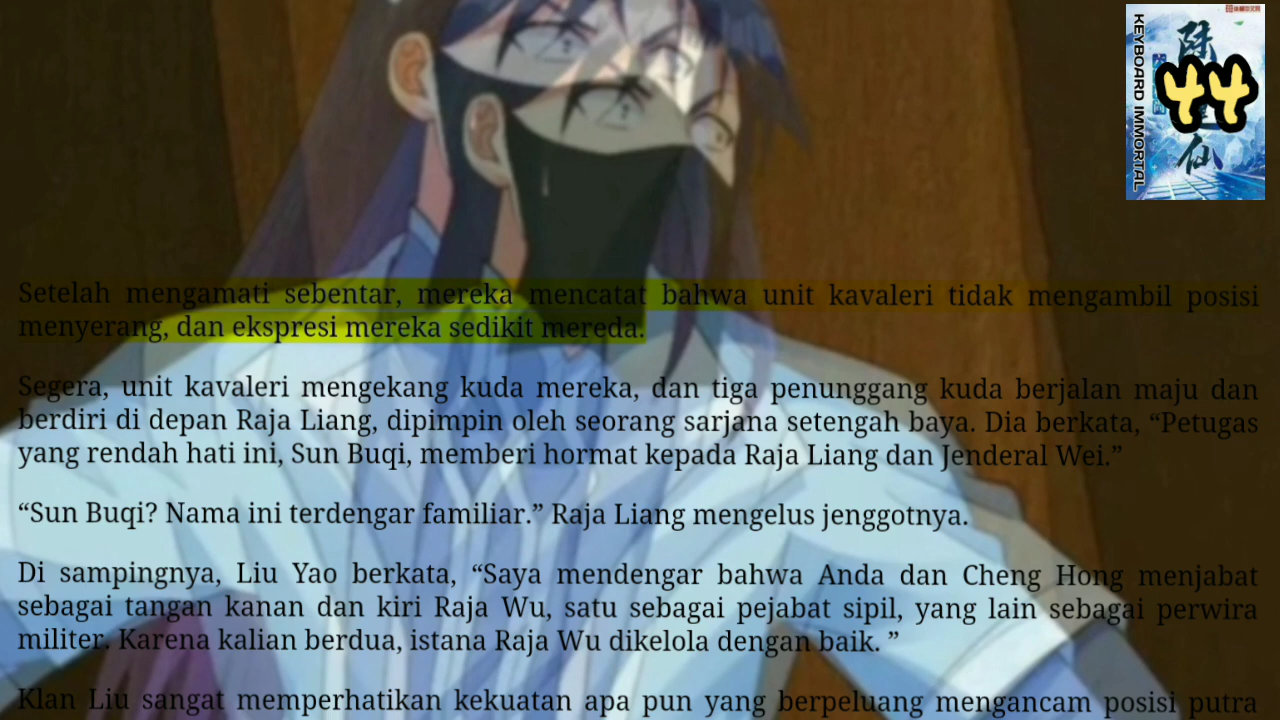 KEYBOARD IMMORTAL
44
仙
Setelah mengamati sebentar, mereka mencatat bahwa unit kavaleri tidak mengambil posisi
menyerang, dan ekspresi mereka sedikit mereda.
Segera, unit kavaleri mengekang kuda mereka, dan tiga penunggang kuda berjalan maju dan
berdiri di depan Raja Liang, dipimpin oleh seorang sarjana setengah baya. Dia berkata, “Petugas
yang rendah hati ini, Sun Buqi, memberi hormat kepada Raja Liang dan Jenderal Wei.”
“Sun Buqi? Nama ini terdengar familiar.” Raja Liang mengelus jenggotnya.
Di sampingnya, Liu Yao berkata, “Saya mendengar bahwa Anda dan Cheng Hong menjabat
sebagai tangan kanan dan kiri Raja Wu, satu sebagai pejabat sipil, yang lain sebagai perwira
militer. Karena kalian berdua, istana Raja Wu dikelola dengan baik. ”
Klan Liu sangat memperhatikan kekuatan apa pun yang berpeluang mengancam posisi putra